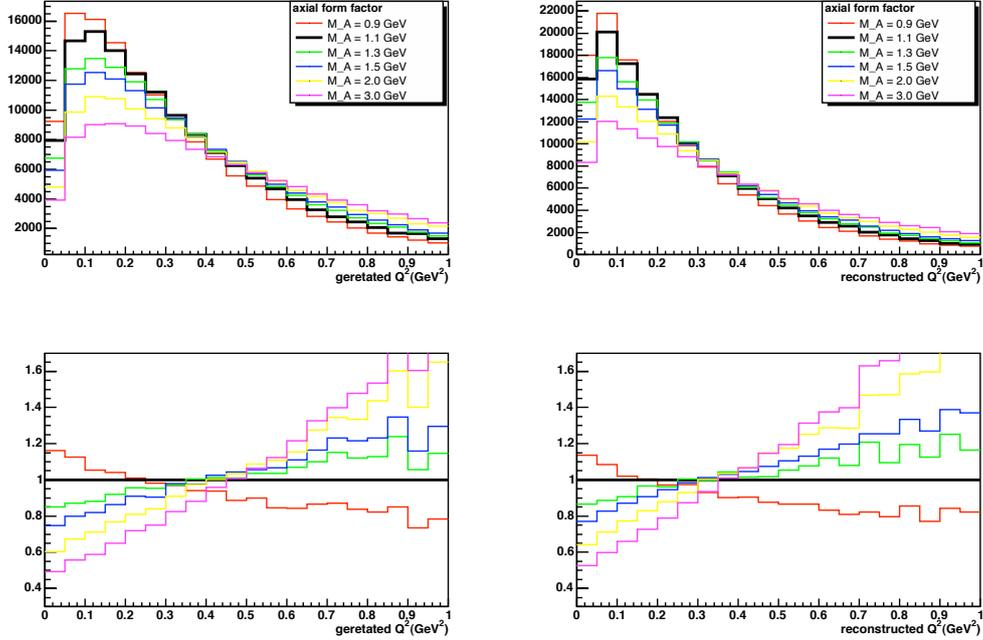 axial form factor
M_A = 0.9 GeV
M_A = 1.1 GeV
M_A = 1.3 GeV
M_A = 1.5 GeV
M_A = 2.0 GeV
M_A = 3.0 GeV
16000
14000
12000
10000
8000
6000
4000
2000
0 0.1 0.2 0.3 0.4 0.5 0.6 0.7 0.8 0.9 1
geretated Q²(GeV²)
axial form factor
M_A = 0.9 GeV
M_A = 1.1 GeV
M_A = 1.3 GeV
M_A = 1.5 GeV
M_A = 2.0 GeV
M_A = 3.0 GeV
22000
20000
18000
16000
14000
12000
10000
8000
6000
4000
2000
0
0 0.1 0.2 0.3 0.4 0.5 0.6 0.7 0.8 0.9 1
reconstructed Q²(GeV²)
1.6
1.4
1.2
1
0.8
0.6
0.4
0 0.1 0.2 0.3 0.4 0.5 0.6 0.7 0.8 0.9 1
geretated Q²(GeV²)
1.6
1.4
1.2
1
0.8
0.6
0.4
0 0.1 0.2 0.3 0.4 0.5 0.6 0.7 0.8 0.9 1
reconstructed Q²(GeV²)